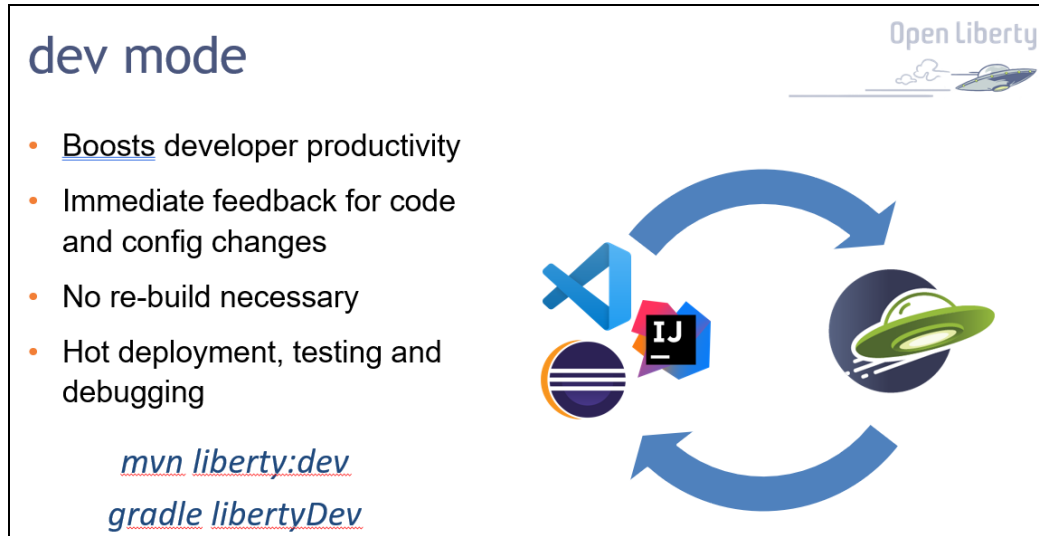 dev mode
Open Liberty
• Boosts developer productivity
• Immediate feedback for code
and config changes
• No re-build necessary
• Hot deployment, testing and
debugging
IJ
mvn liberty:dev
gradle libertyDev